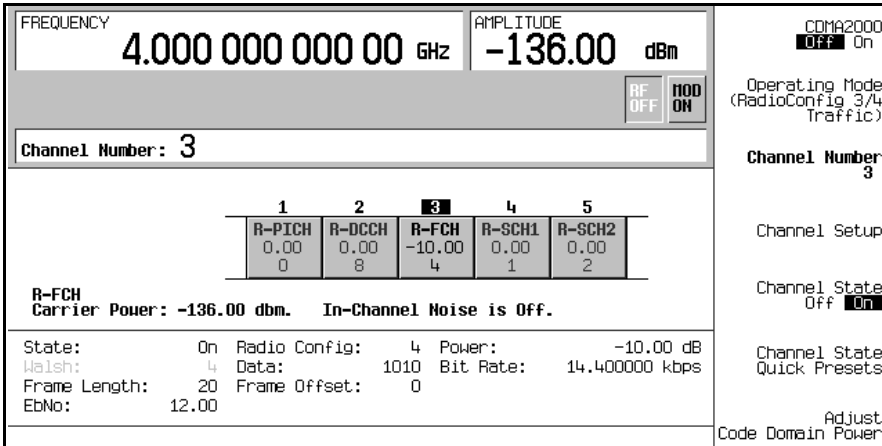 FREQUENCY
4.000 000 000 00 GHz
AMPLITUDE
-136.00 dBm
RF OFF
MOD ON
Channel Number: 3
1 2 3 4 5
R-PICH R-DCCH R-FCH R-SCH1 R-SCH2
0.00 0.00 -10.00 0.00 0.00
0 8 4 1 2
R-FCH
Carrier Power: -136.00 dbm. In-Channel Noise is Off.
State: On Radio Config: 4 Power: -10.00 dB
Walsh: 4 Data: 1010 Bit Rate: 14.400000 kbps
Frame Length: 20 Frame Offset: 0
EbNo: 12.00
CDMA2000
Off On
Operating Mode
(RadioConfig 3/4
Traffic)
Channel Number
3
Channel Setup
Channel State
Off On
Channel State
Quick Presets
Adjust
Code Domain Power